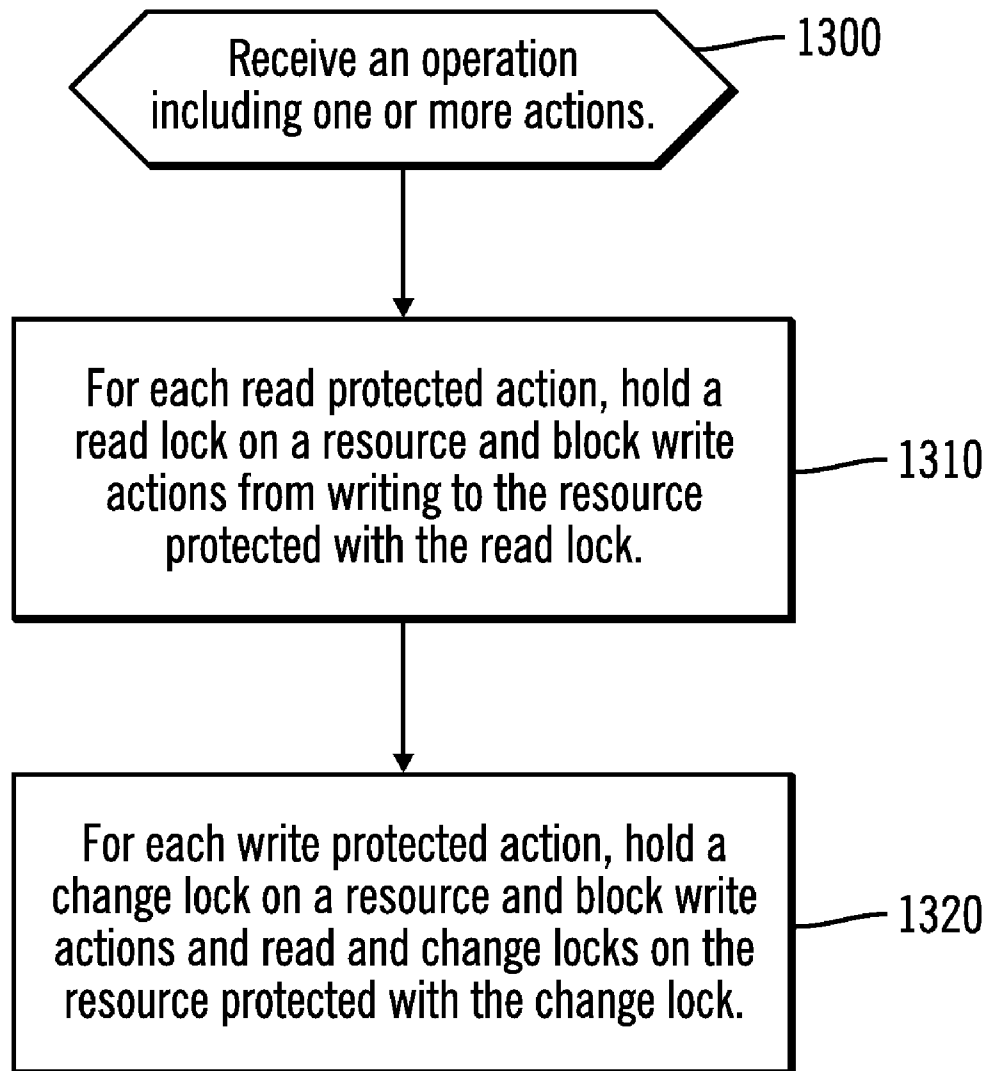 Receive an operation
including one or more actions.
1300
For each read protected action, hold a
read lock on a resource and block write
actions from writing to the resource
protected with the read lock.
1310
For each write protected action, hold a
change lock on a resource and block write
actions and read and change locks on the
resource protected with the change lock.
1320